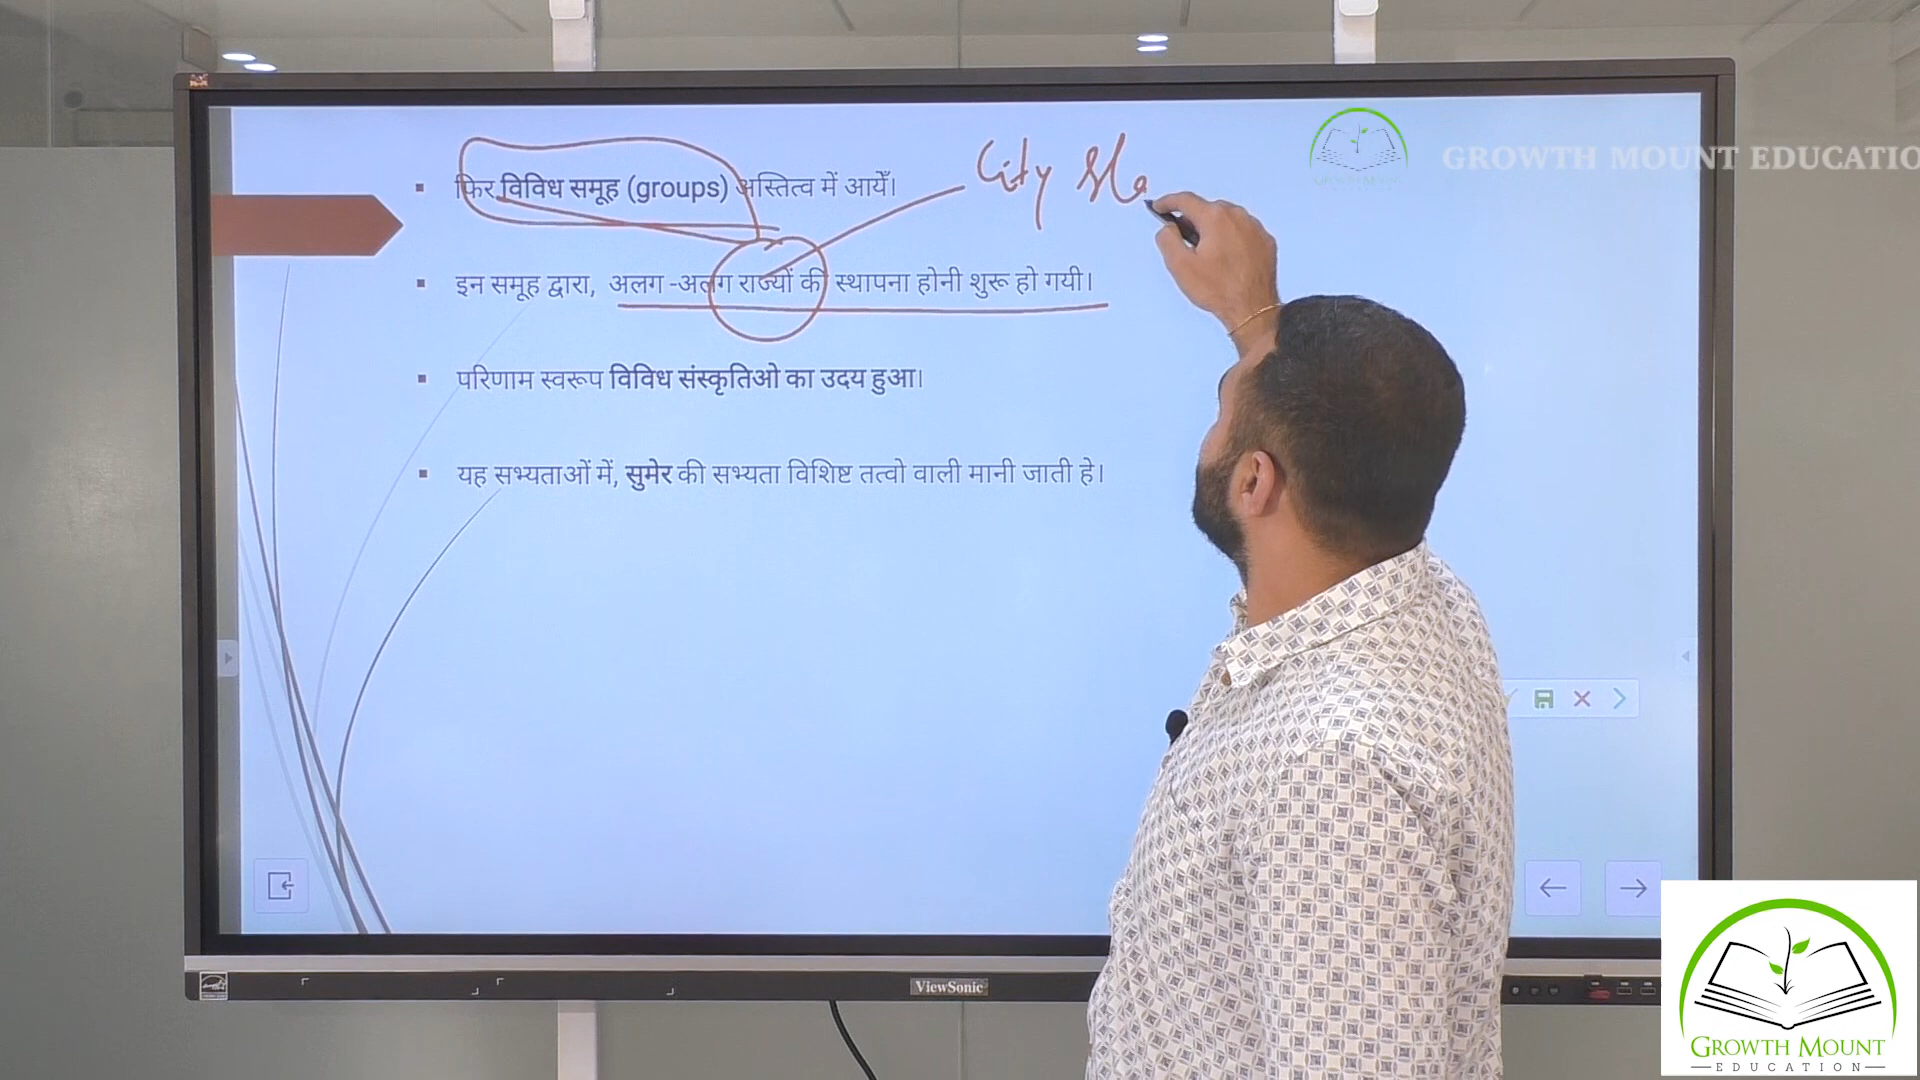 City Sta
GROWTH MOUNT EDUCATIO
फिर विविध समूह (groups) अस्तित्व में आयेँ।
इन समूह द्वारा, अलग -अलग राज्यों की स्थापना होनी शुरू हो गयी।
परिणाम स्वरूप विविध संस्कृतिओ का उदय हुआ।
यह सभ्यताओं में, सुमेर की सभ्यता विशिष्ट तत्वो वाली मानी जाती हे।
ViewSonic
GROWTH MOUNT
EDUCATION